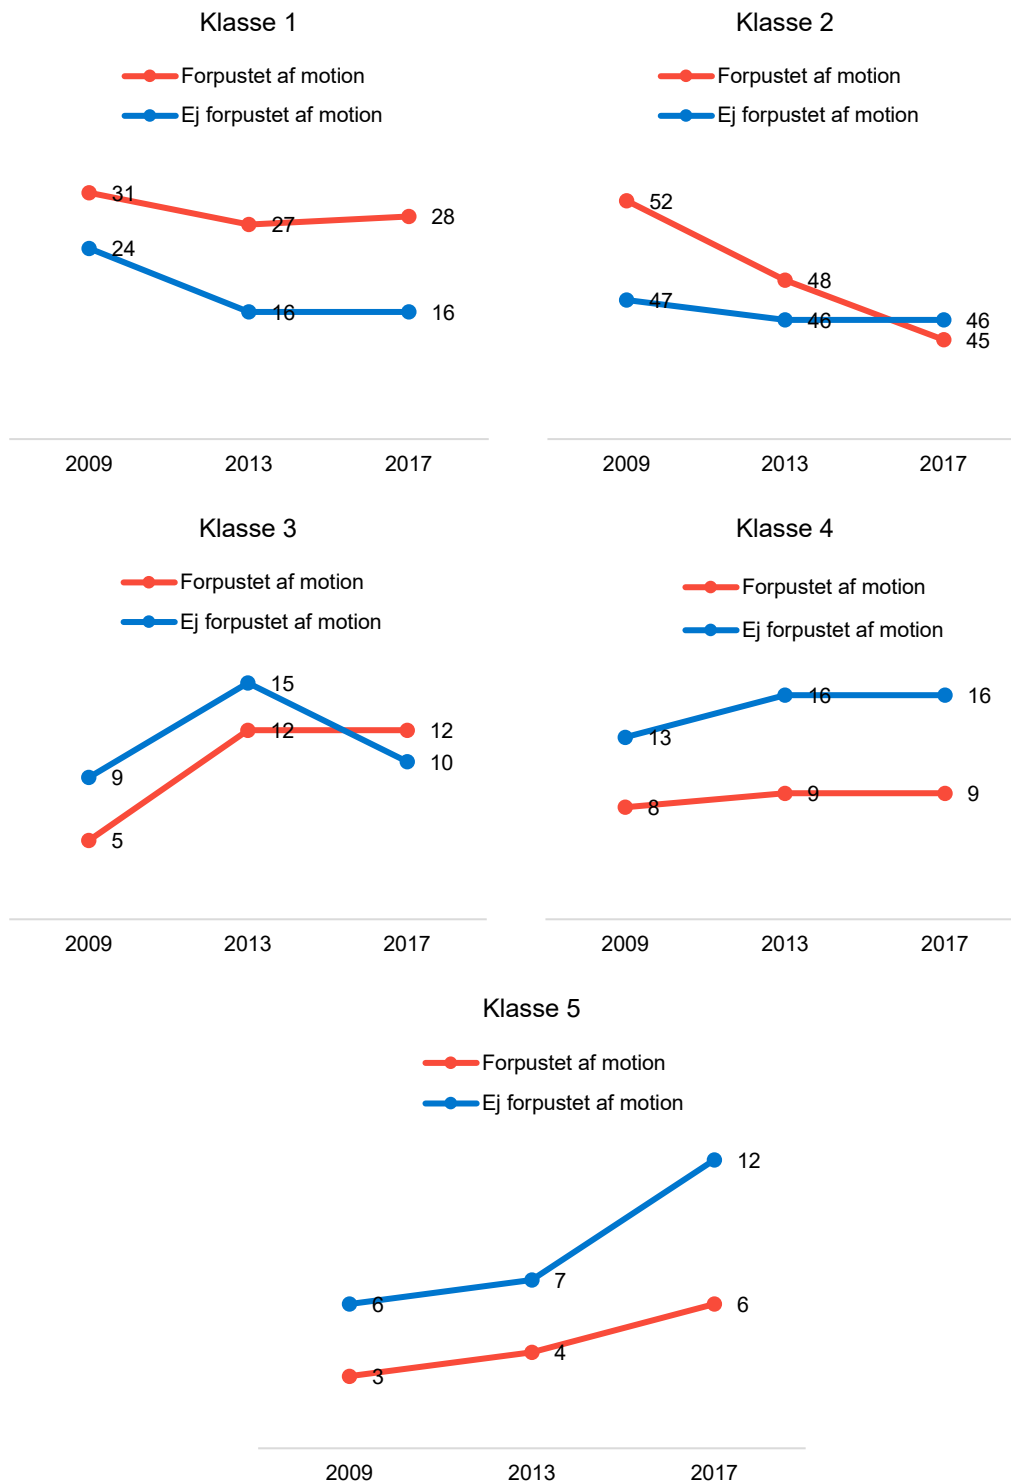 Klasse 1
Forpustet af motion
Ej forpustet af motion
31
27
28
24
16
16
2009 2013 2017
Klasse 2
Forpustet af motion
Ej forpustet af motion
52
48
45
47
46
46
2009 2013 2017
Klasse 3
Forpustet af motion
Ej forpustet af motion
15
12
12
9
10
5
2009 2013 2017
Klasse 4
Forpustet af motion
Ej forpustet af motion
16
16
13
8
9
9
2009 2013 2017
Klasse 5
Forpustet af motion
Ej forpustet af motion
12
7
6
6
4
3
2009 2013 2017